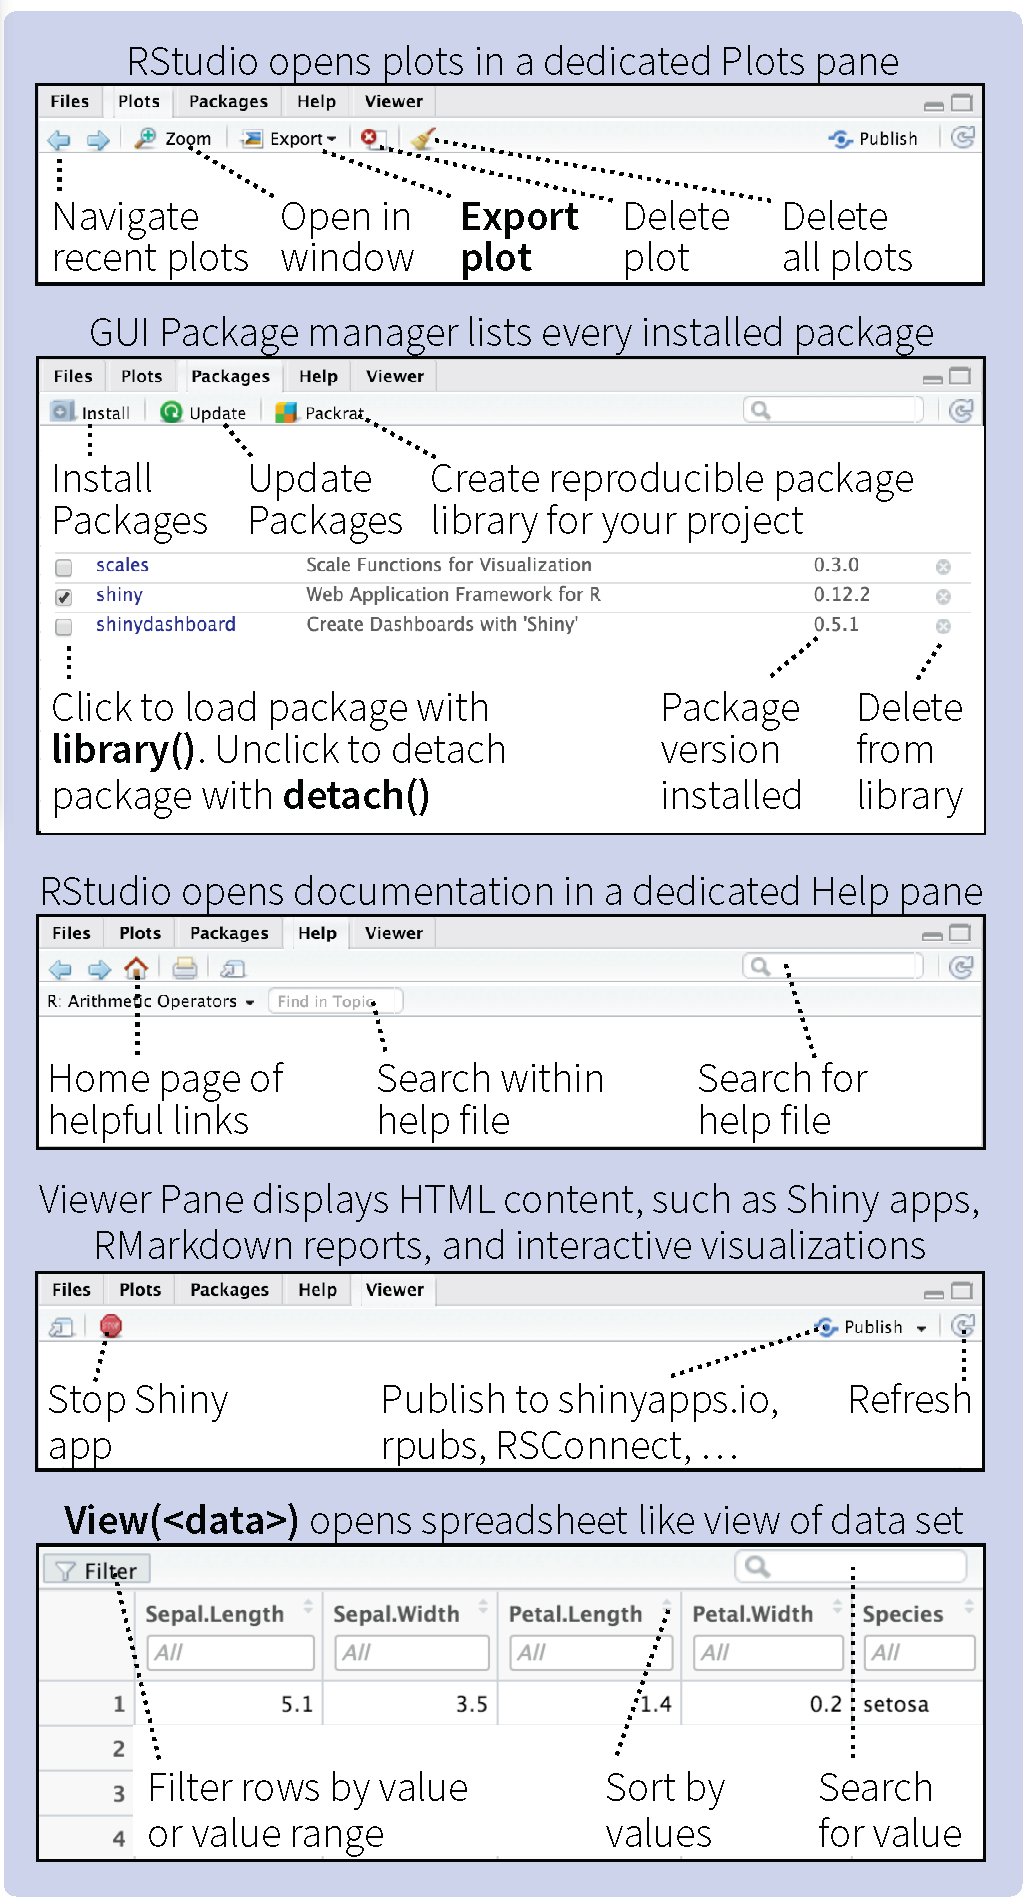 RStudio opens plots in a dedicated Plots pane
Files Plots Packages Help Viewer
Zoom Export Publish
Navigate recent plots
Open in window
Export plot
Delete plot
Delete all plots
GUI Package manager lists every installed package
Files Plots Packages Help Viewer
Install Update Packrat
Install Packages
Update Packages
Create reproducible package library for your project
scales Scale Functions for Visualization 0.3.0
shiny Web Application Framework for R 0.12.2
shinydashboard Create Dashboards with 'Shiny' 0.5.1
Click to load package with
library(). Unclick to detach
package with detach()
Package version installed
Delete from library
RStudio opens documentation in a dedicated Help pane
Files Plots Packages Help Viewer
R: Arithmetic Operators Find in Topic
Home page of helpful links
Search within help file
Search for help file
Viewer Pane displays HTML content, such as Shiny apps,
RMarkdown reports, and interactive visualizations
Files Plots Packages Help Viewer
STOP Publish
Stop Shiny app
Publish to shinyapps.io,
rpubs, RSConnect, …
Refresh
View(<data>) opens spreadsheet like view of data set
Filter
Sepal.Length Sepal.Width Petal.Length Petal.Width Species
All All All All All
1 5.1 3.5 1.4 0.2 setosa
2
3
4
Filter rows by value
or value range
Sort by values
Search for value